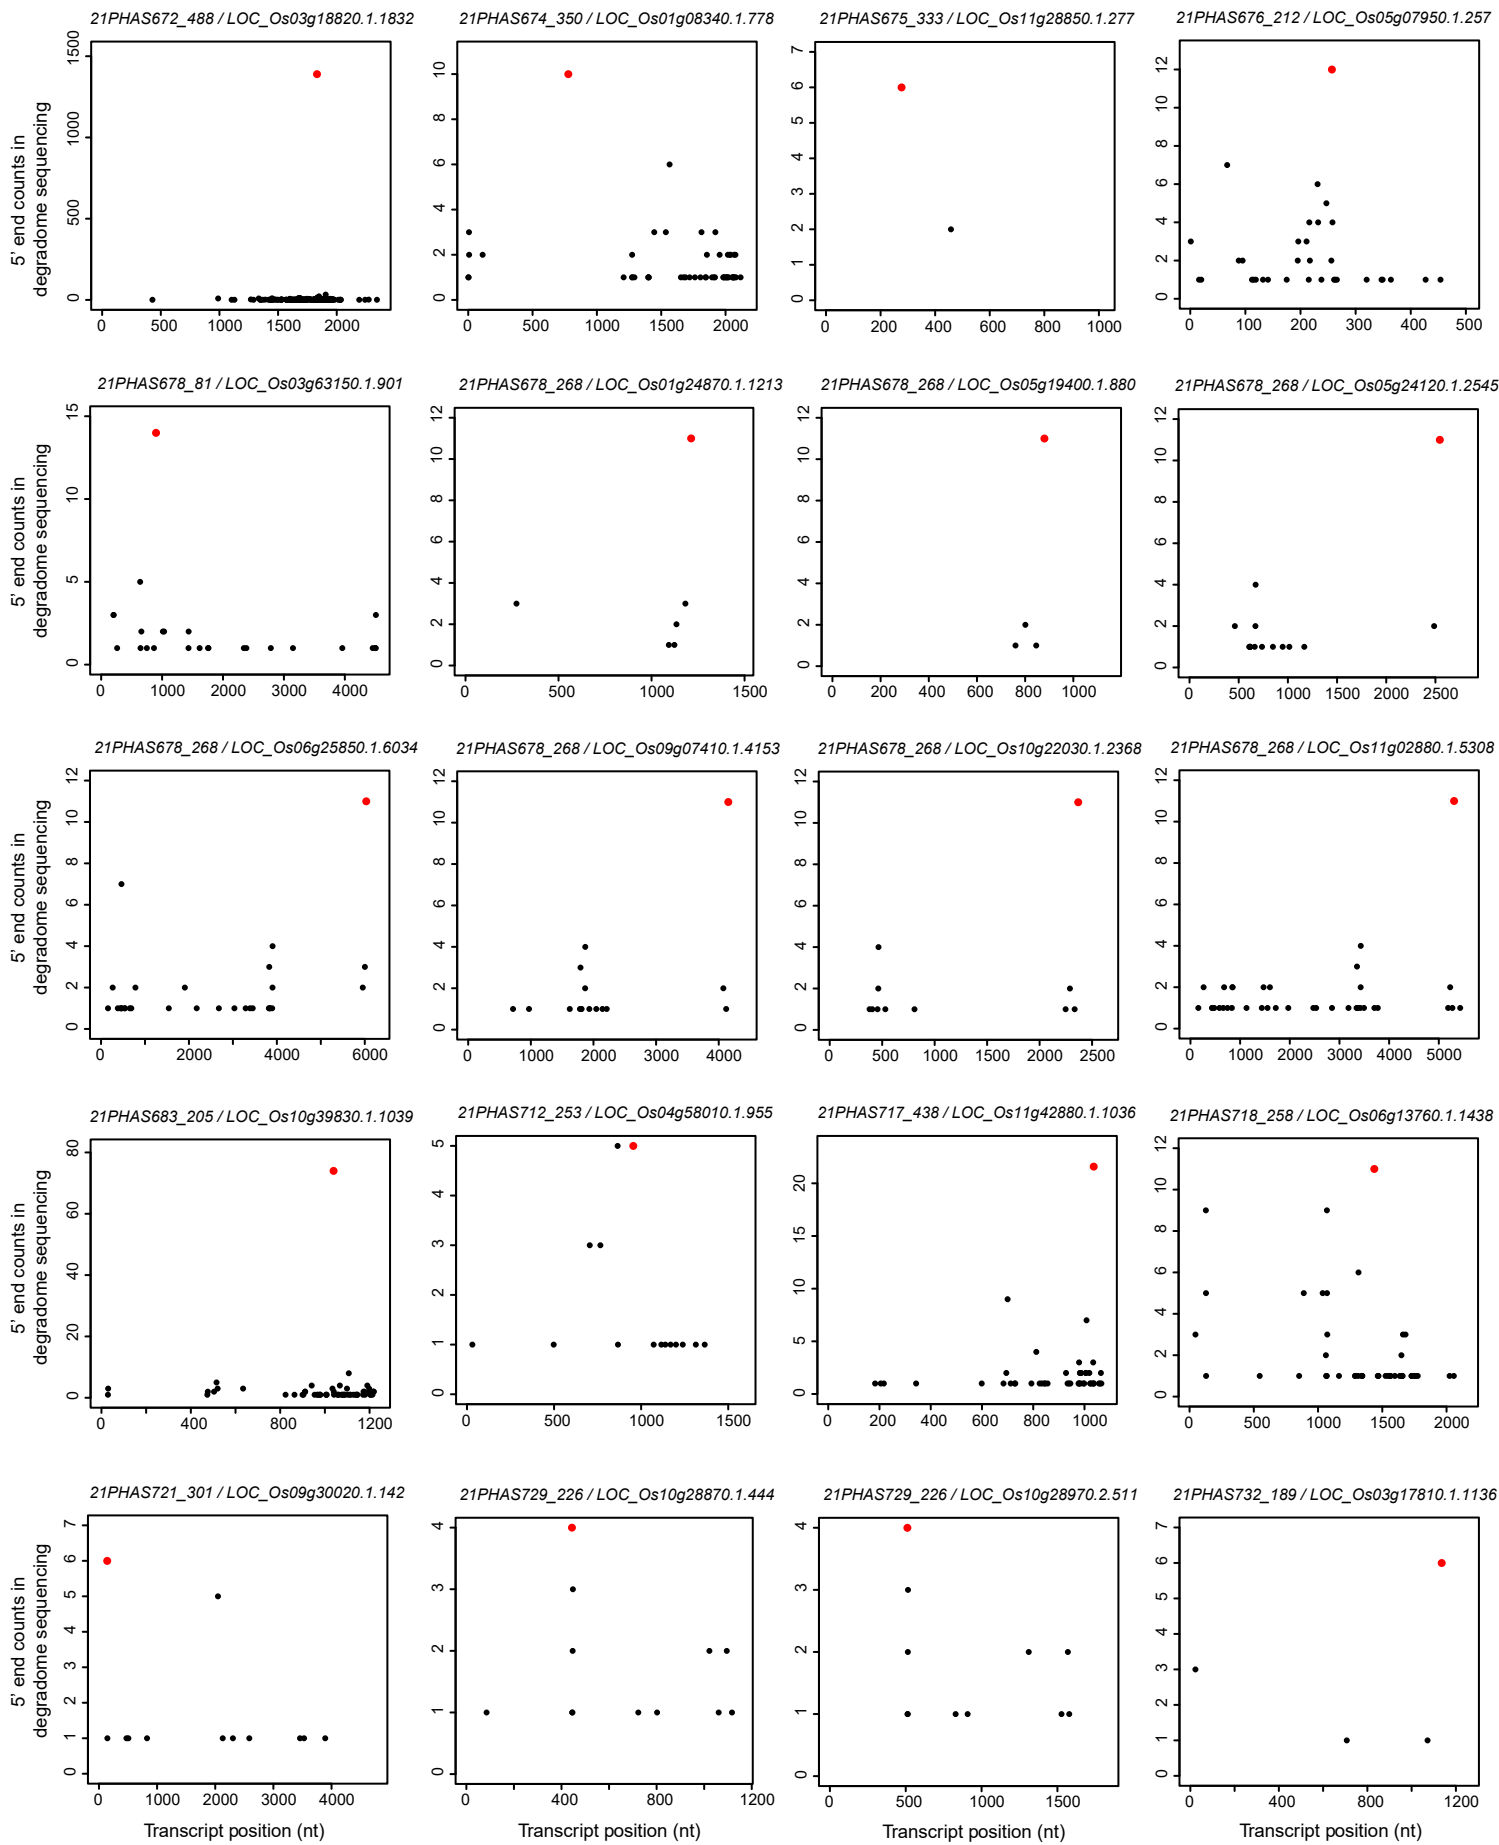 21PHAS672_488 / LOC_Os03g18820.1.1832
21PHAS674_350 / LOC_Os01g08340.1.778
21PHAS675_333 / LOC_Os11g28850.1.277
21PHAS676_212 / LOC_Os05g07950.1.257
5’ end counts in
degradome sequencing
0 500 1000 1500
0 500 1000 1500 2000
0 2 4 6 8 10
0 500 1000 1500 2000
0 1 2 3 4 5 6 7
0 200 400 600 800 1000
0 2 4 6 8 10 12
0 100 200 300 400 500
21PHAS678_81 / LOC_Os03g63150.1.901
21PHAS678_268 / LOC_Os01g24870.1.1213
21PHAS678_268 / LOC_Os05g19400.1.880
21PHAS678_268 / LOC_Os05g24120.1.2545
5’ end counts in
degradome sequencing
0 5 10 15
0 1000 2000 3000 4000
0 2 4 6 8 10 12
0 500 1000 1500
0 2 4 6 8 10 12
0 200 400 600 800 1000
0 2 4 6 8 10 12
0 500 1000 1500 2000 2500
21PHAS678_268 / LOC_Os06g25850.1.6034
21PHAS678_268 / LOC_Os09g07410.1.4153
21PHAS678_268 / LOC_Os10g22030.1.2368
21PHAS678_268 / LOC_Os11g02880.1.5308
5’ end counts in
degradome sequencing
0 2 4 6 8 10 12
0 2000 4000 6000
0 2 4 6 8 10 12
0 1000 2000 3000 4000
0 2 4 6 8 10 12
0 500 1000 1500 2000 2500
0 2 4 6 8 10 12
0 1000 2000 3000 4000 5000
21PHAS683_205 / LOC_Os10g39830.1.1039
21PHAS712_253 / LOC_Os04g58010.1.955
21PHAS717_438 / LOC_Os11g42880.1.1036
21PHAS718_258 / LOC_Os06g13760.1.1438
5’ end counts in
degradome sequencing
0 20 40 60 80
0 200 400 600 800 1000 1200
0 1 2 3 4 5
0 500 1000 1500
0 5 10 15 20
0 200 400 600 800 1000
0 2 4 6 8 10 12
0 500 1000 1500 2000
21PHAS721_301 / LOC_Os09g30020.1.142
21PHAS729_226 / LOC_Os10g28870.1.444
21PHAS729_226 / LOC_Os10g28970.2.511
21PHAS732_189 / LOC_Os03g17810.1.1136
5’ end counts in
degradome sequencing
0 1 2 3 4 5 6 7
0 1000 2000 3000 4000
0 1 2 3 4
0 400 800 1200
0 1 2 3 4
0 500 1000 1500
0 1 2 3 4 5 6 7
0 400 800 1200
Transcript position (nt)
Transcript position (nt)
Transcript position (nt)
Transcript position (nt)